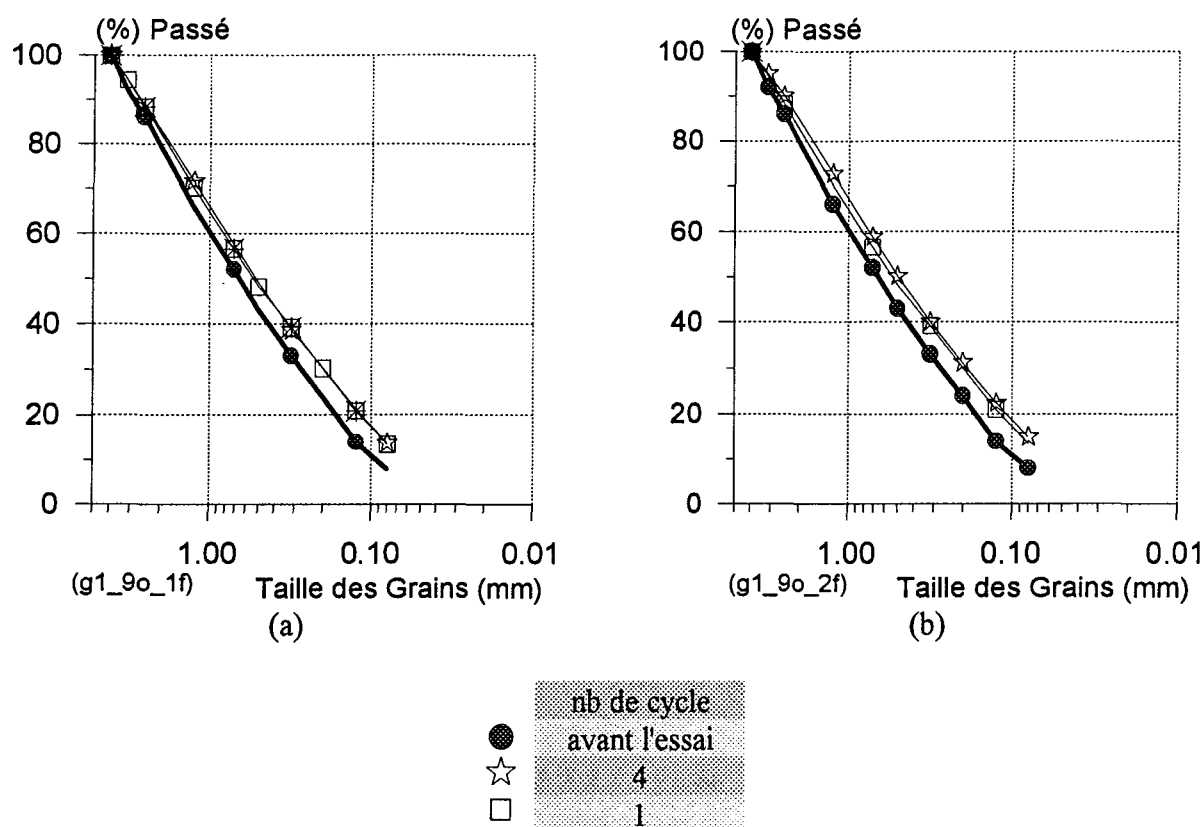 (%) Passé
100
80
60
40
20
0
1.00 0.10 0.01
(g1_9o_1f) Taille des Grains (mm)
(a)
(%) Passé
100
80
60
40
20
0
1.00 0.10 0.01
(g1_9o_2f) Taille des Grains (mm)
(b)
nb de cycle
avant l'essai
4
1